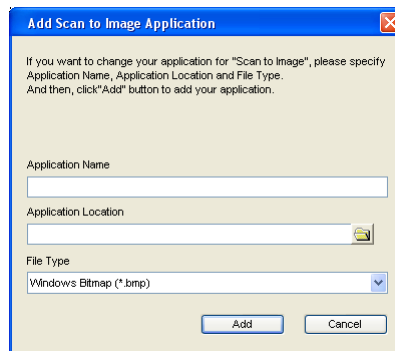 Add Scan to Image Application
If you want to change your application for "Scan to Image", please specify
Application Name, Application Location and File Type.
And then, click"Add" button to add your application.
Application Name
Application Location
File Type
Windows Bitmap (*.bmp)
Add
Cancel